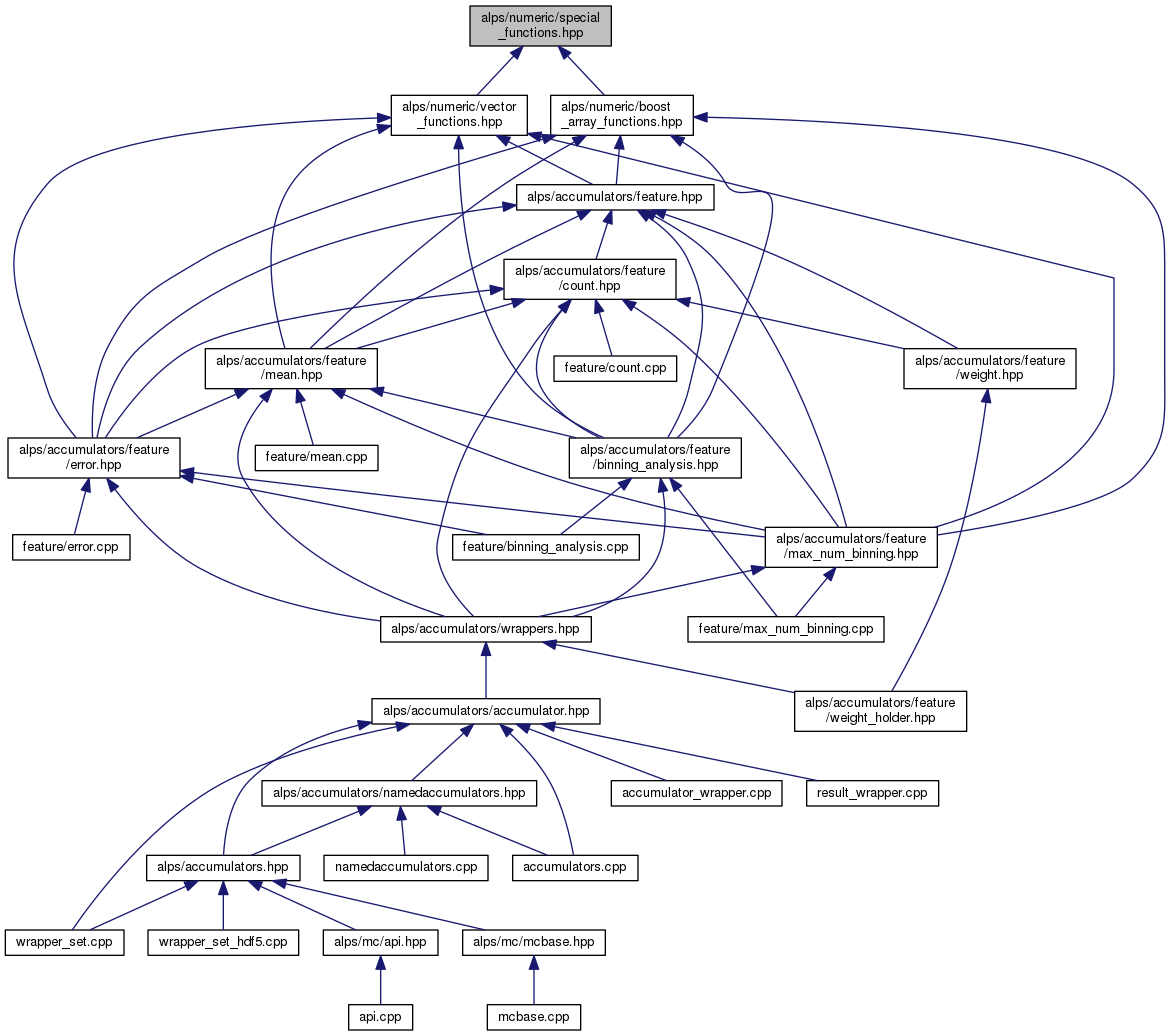 alps/numeric/special
_functions.hpp
alps/numeric/vector
_functions.hpp
alps/numeric/boost
_array_functions.hpp
alps/accumulators/feature.hpp
alps/accumulators/feature
/count.hpp
alps/accumulators/feature
/mean.hpp
feature/count.cpp
alps/accumulators/feature
/weight.hpp
alps/accumulators/feature
/error.hpp
feature/mean.cpp
alps/accumulators/feature
/binning_analysis.hpp
feature/error.cpp
feature/binning_analysis.cpp
alps/accumulators/feature
/max_num_binning.hpp
alps/accumulators/wrappers.hpp
feature/max_num_binning.cpp
alps/accumulators/accumulator.hpp
alps/accumulators/feature
/weight_holder.hpp
alps/accumulators/namedaccumulators.hpp
accumulator_wrapper.cpp
result_wrapper.cpp
alps/accumulators.hpp
namedaccumulators.cpp
accumulators.cpp
wrapper_set.cpp
wrapper_set_hdf5.cpp
alps/mc/api.hpp
alps/mc/mcbase.hpp
api.cpp
mcbase.cpp